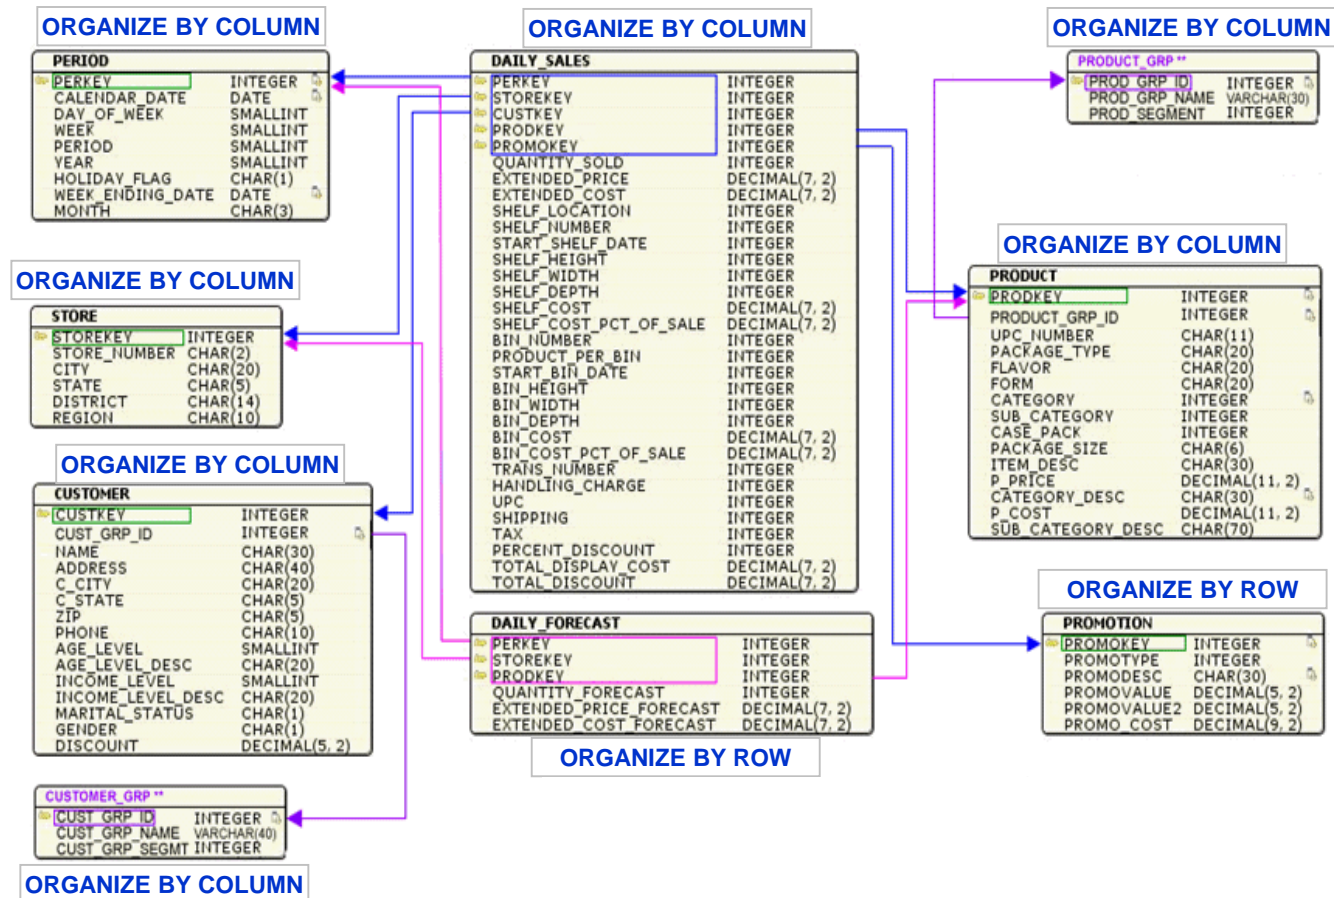 ORGANIZE BY COLUMN
PERIOD
PERKEY INTEGER
CALENDAR_DATE DATE
DAY_OF_WEEK SMALLINT
WEEK SMALLINT
PERIOD SMALLINT
YEAR SMALLINT
HOLIDAY_FLAG CHAR(1)
WEEK_ENDING_DATE DATE
MONTH CHAR(3)
ORGANIZE BY COLUMN
STORE
STOREKEY INTEGER
STORE_NUMBER CHAR(2)
CITY CHAR(20)
STATE CHAR(5)
DISTRICT CHAR(14)
REGION CHAR(10)
ORGANIZE BY COLUMN
CUSTOMER
CUSTKEY INTEGER
CUST_GRP_ID INTEGER
NAME CHAR(30)
ADDRESS CHAR(40)
C_CITY CHAR(20)
C_STATE CHAR(5)
ZIP CHAR(5)
PHONE CHAR(10)
AGE_LEVEL SMALLINT
AGE_LEVEL_DESC CHAR(20)
INCOME_LEVEL SMALLINT
INCOME_LEVEL_DESC CHAR(20)
MARITAL_STATUS CHAR(1)
GENDER CHAR(1)
DISCOUNT DECIMAL(5, 2)
CUSTOMER_GRP **
CUST_GRP_ID INTEGER
CUST_GRP_NAME VARCHAR(40)
CUST_GRP_SEGMT INTEGER
ORGANIZE BY COLUMN
ORGANIZE BY COLUMN
DAILY_SALES
PERKEY INTEGER
STOREKEY INTEGER
CUSTKEY INTEGER
PRODKEY INTEGER
PROMOKEY INTEGER
QUANTITY_SOLD INTEGER
EXTENDED_PRICE DECIMAL(7, 2)
EXTENDED_COST DECIMAL(7, 2)
SHELF_LOCATION INTEGER
SHELF_NUMBER INTEGER
START_SHELF_DATE INTEGER
SHELF_HEIGHT INTEGER
SHELF_WIDTH INTEGER
SHELF_DEPTH INTEGER
SHELF_COST DECIMAL(7, 2)
SHELF_COST_PCT_OF_SALE DECIMAL(7, 2)
BIN_NUMBER INTEGER
PRODUCT_PER_BIN INTEGER
START_BIN_DATE INTEGER
BIN_HEIGHT INTEGER
BIN_WIDTH INTEGER
BIN_DEPTH INTEGER
BIN_COST DECIMAL(7, 2)
BIN_COST_PCT_OF_SALE DECIMAL(7, 2)
TRANS_NUMBER INTEGER
HANDLING_CHARGE INTEGER
UPC INTEGER
SHIPPING INTEGER
TAX INTEGER
PERCENT_DISCOUNT INTEGER
TOTAL_DISPLAY_COST DECIMAL(7, 2)
TOTAL_DISCOUNT DECIMAL(7, 2)
DAILY_FORECAST
PERKEY INTEGER
STOREKEY INTEGER
PRODKEY INTEGER
QUANTITY_FORECAST INTEGER
EXTENDED_PRICE_FORECAST DECIMAL(7, 2)
EXTENDED_COST_FORECAST DECIMAL(7, 2)
ORGANIZE BY ROW
ORGANIZE BY COLUMN
PRODUCT_GRP **
PROD_GRP_ID INTEGER
PROD_GRP_NAME VARCHAR(30)
PROD_SEGMENT INTEGER
ORGANIZE BY COLUMN
PRODUCT
PRODKEY INTEGER
PRODUCT_GRP_ID INTEGER
UPC_NUMBER CHAR(11)
PACKAGE_TYPE CHAR(20)
FLAVOR CHAR(20)
FORM CHAR(20)
CATEGORY INTEGER
SUB_CATEGORY INTEGER
CASE_PACK INTEGER
PACKAGE_SIZE CHAR(6)
ITEM_DESC CHAR(30)
P_PRICE DECIMAL(11, 2)
CATEGORY_DESC CHAR(30)
P_COST DECIMAL(11, 2)
SUB_CATEGORY_DESC CHAR(70)
ORGANIZE BY ROW
PROMOTION
PROMOKEY INTEGER
PROMOTYPE INTEGER
PROMODESC CHAR(30)
PROMOVALUE DECIMAL(5, 2)
PROMOVALUE2 DECIMAL(5, 2)
PROMO_COST DECIMAL(9, 2)